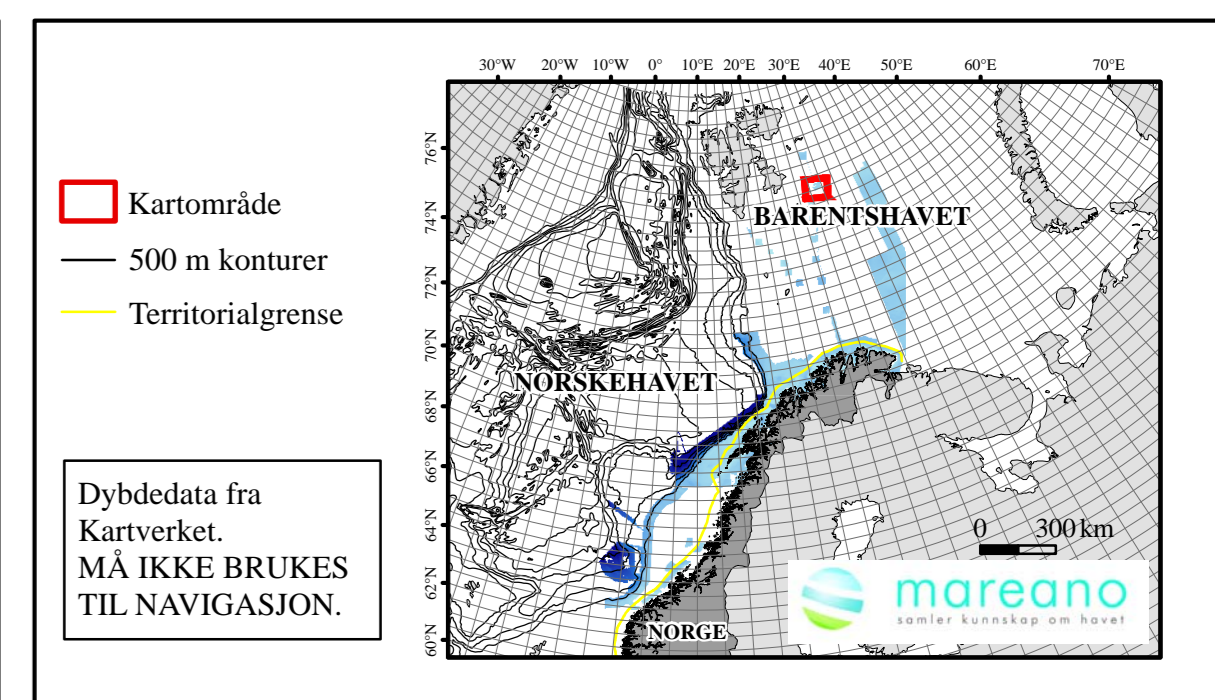 30°W 20°W 10°W 0° 10°E 20°E 30°E 40°E 50°E 60°E 70°E
76°N
74°N
72°N
70°N
68°N
66°N
64°N
62°N
60°N
Kartområde
500 m konturer
Territorialgrense
BARENTSHAVET
NORSKEHAVET
NORGE
Dybdedata fra
Kartverket.
MÅ IKKE BRUKES
TIL NAVIGASJON.
0 300 km
mareano
samler kunnskap om havet